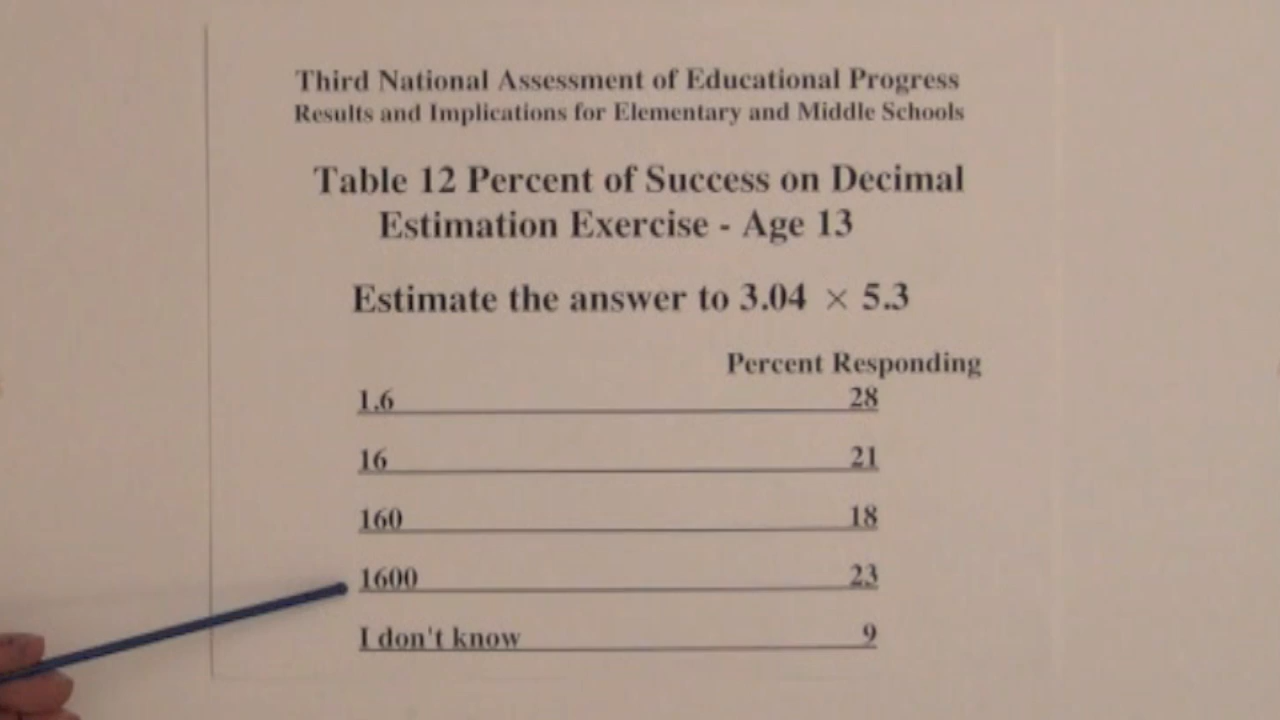 Third National Assessment of Educational Progress
Results and Implications for Elementary and Middle Schools
Table 12 Percent of Success on Decimal
Estimation Exercise - Age 13
Estimate the answer to 3.04 × 5.3
Percent Responding
1.6 28
16 21
160 18
1600 23
I don't know 9